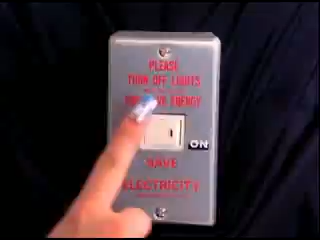 PLEASE
TURN OFF LIGHTS
ENERGY
ON
SAVE
ELECTRICITY